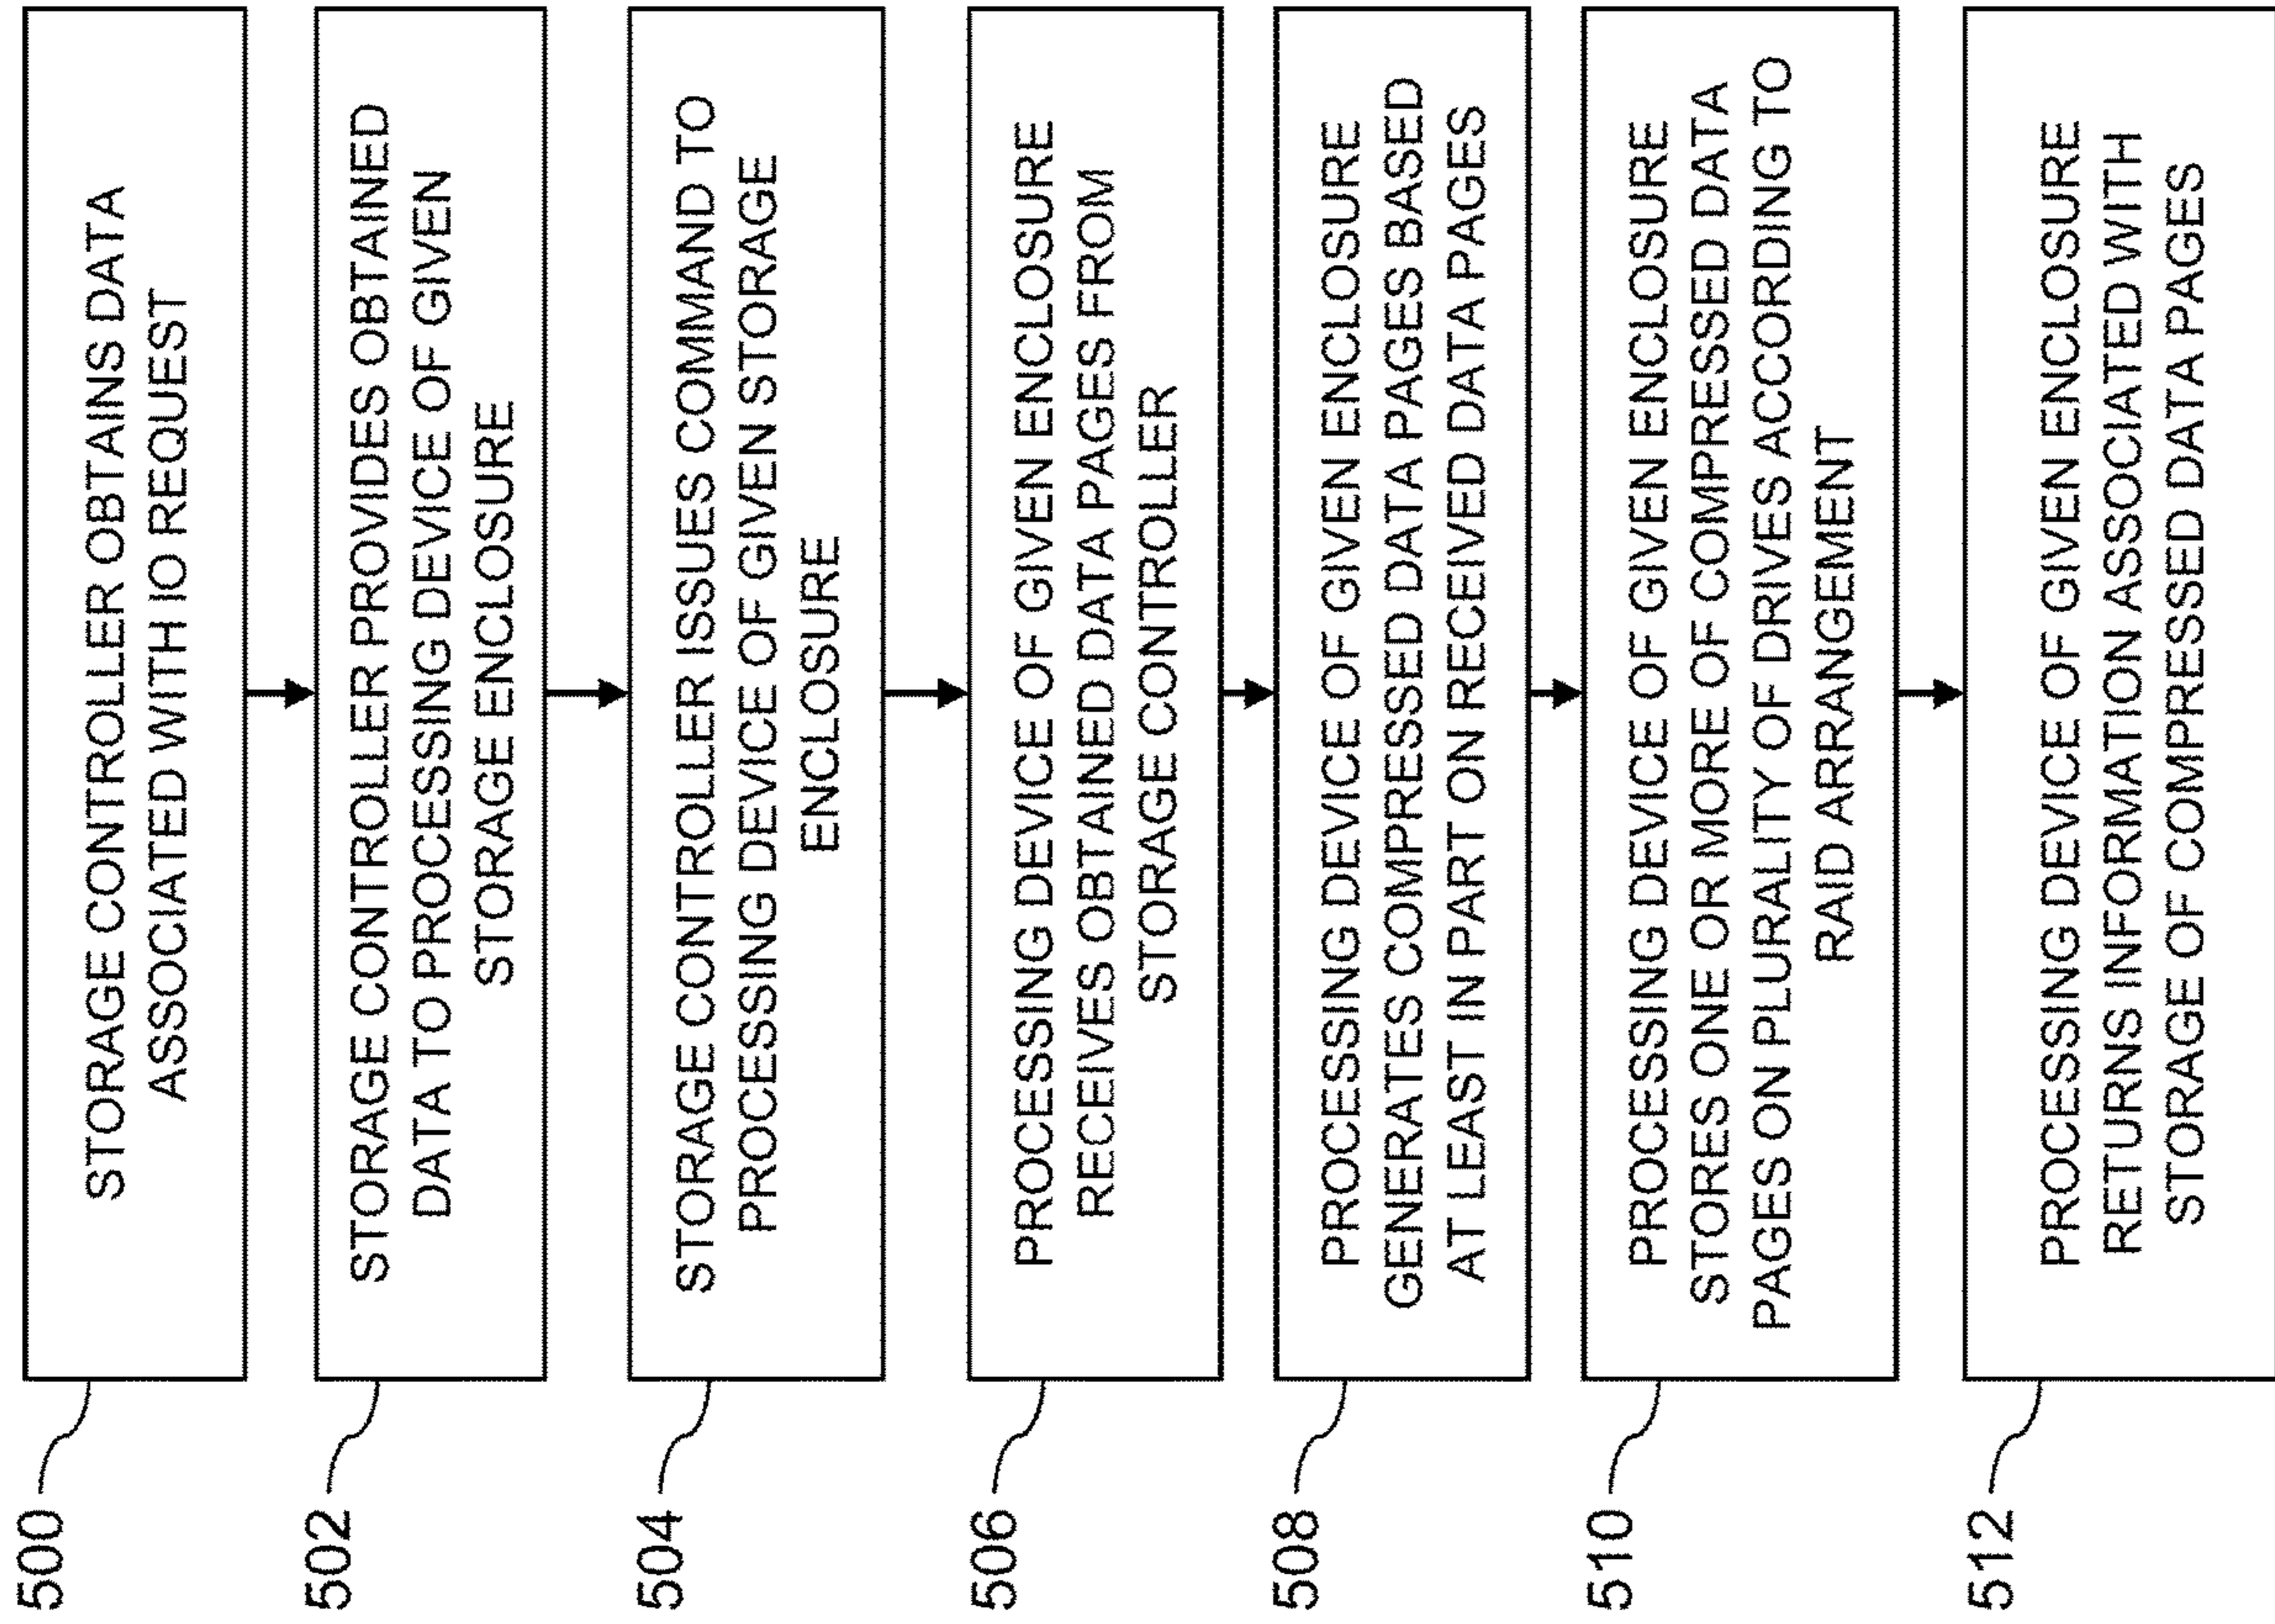 500
STORAGE CONTROLLER OBTAINS DATA
ASSOCIATED WITH IO REQUEST
502
STORAGE CONTROLLER PROVIDES OBTAINED
DATA TO PROCESSING DEVICE OF GIVEN
STORAGE ENCLOSURE
504
STORAGE CONTROLLER ISSUES COMMAND TO
PROCESSING DEVICE OF GIVEN STORAGE
ENCLOSURE
506
PROCESSING DEVICE OF GIVEN ENCLOSURE
RECEIVES OBTAINED DATA PAGES FROM
STORAGE CONTROLLER
508
PROCESSING DEVICE OF GIVEN ENCLOSURE
GENERATES COMPRESSED DATA PAGES BASED
AT LEAST IN PART ON RECEIVED DATA PAGES
510
PROCESSING DEVICE OF GIVEN ENCLOSURE
STORES ONE OR MORE OF COMPRESSED DATA
PAGES ON PLURALITY OF DRIVES ACCORDING TO
RAID ARRANGEMENT
512
PROCESSING DEVICE OF GIVEN ENCLOSURE
RETURNS INFORMATION ASSOCIATED WITH
STORAGE OF COMPRESSED DATA PAGES